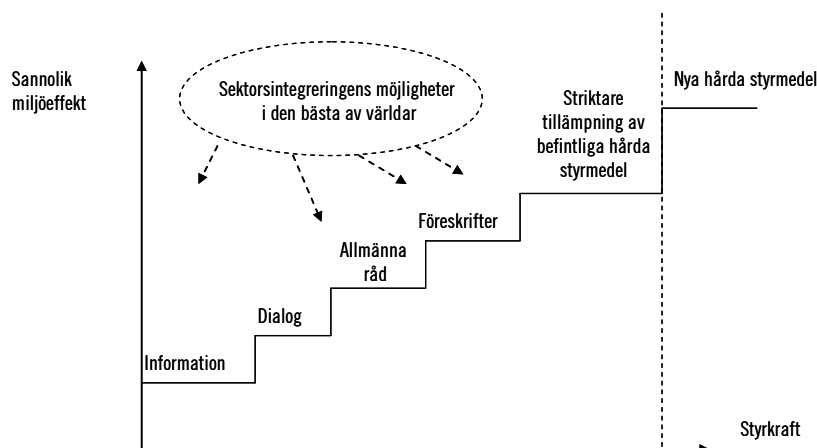 Sannolik
miljöeffekt
Sektorsintegreringens möjligheter
i den bästa av världar
Nya hårda styrmedel
Striktare
tillämpning av
befintliga hårda
styrmedel
Föreskrifter
Allmänna
råd
Dialog
Information
Styrkraft